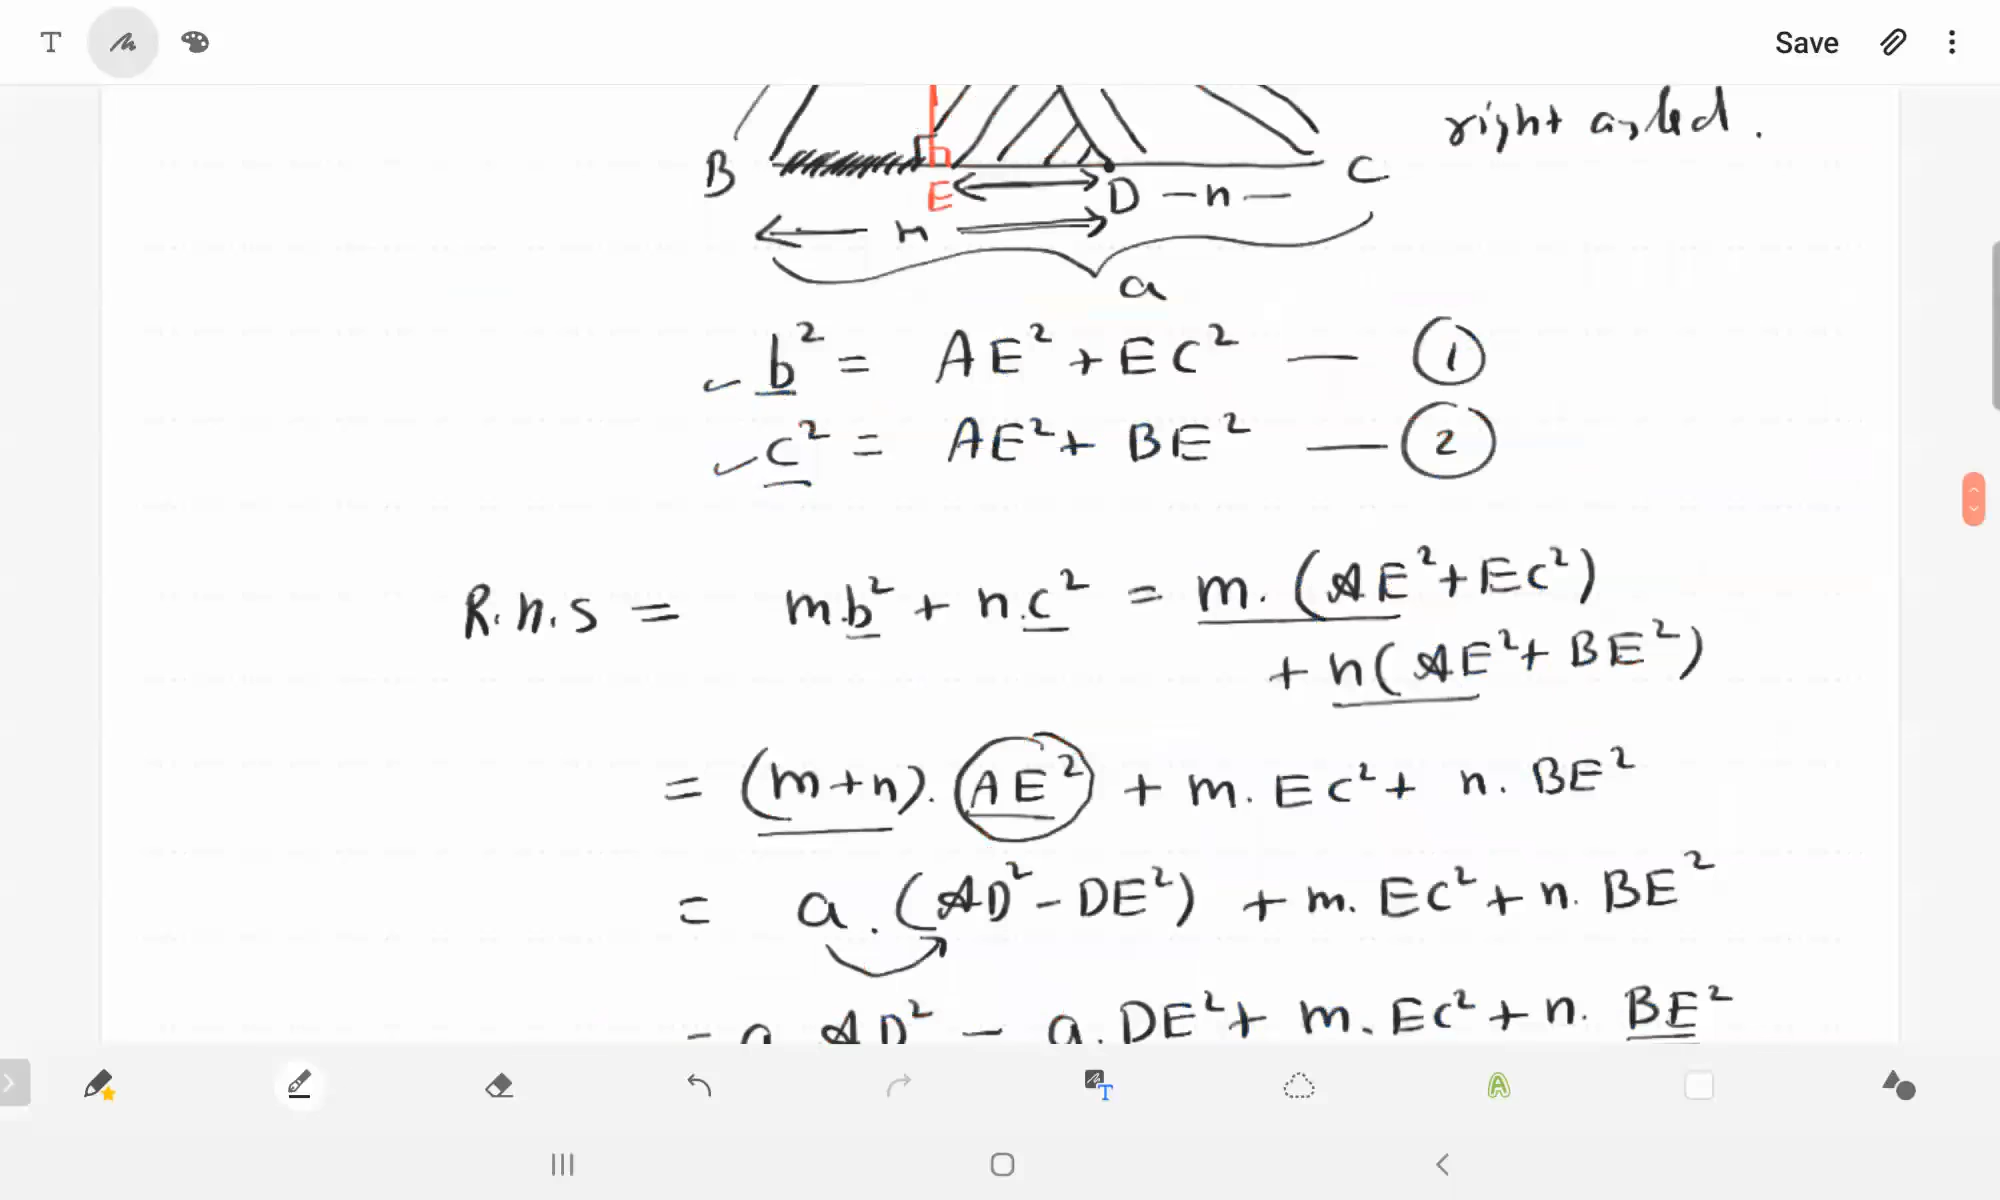 Save
right angled.
B
E
D
- n -
C
m
a
b² = AE² + EC² — ①
c² = AE² + BE² — ②
R.h.s = m.b² + n.c² = m.(AE² + EC²)
+ n(AE² + BE²)
= (m+n).AE² + m.EC² + n.BE²
= a.(AD² - DE²) + m.EC² + n.BE²
= a AD² - a.DE² + m.EC² + n.BE²